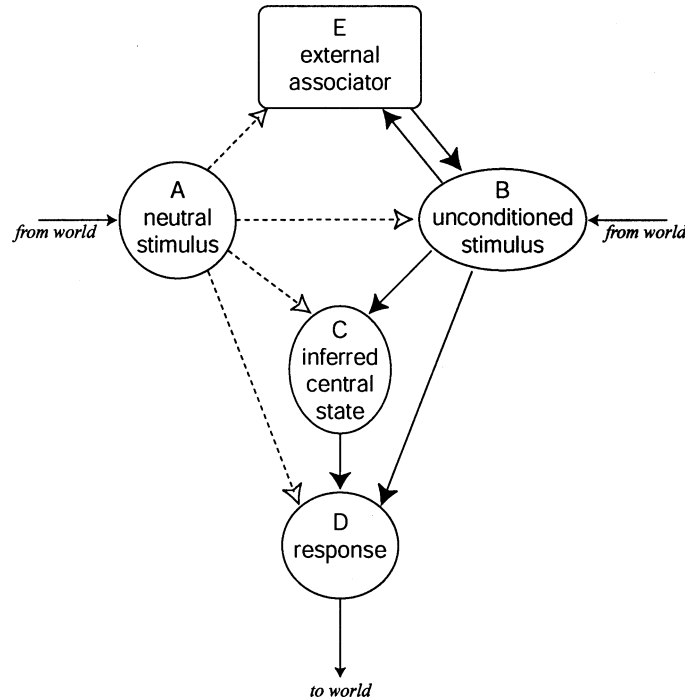 E
external
associator
A
neutral
stimulus
B
unconditioned
stimulus
from world
from world
C
inferred
central
state
D
response
to world